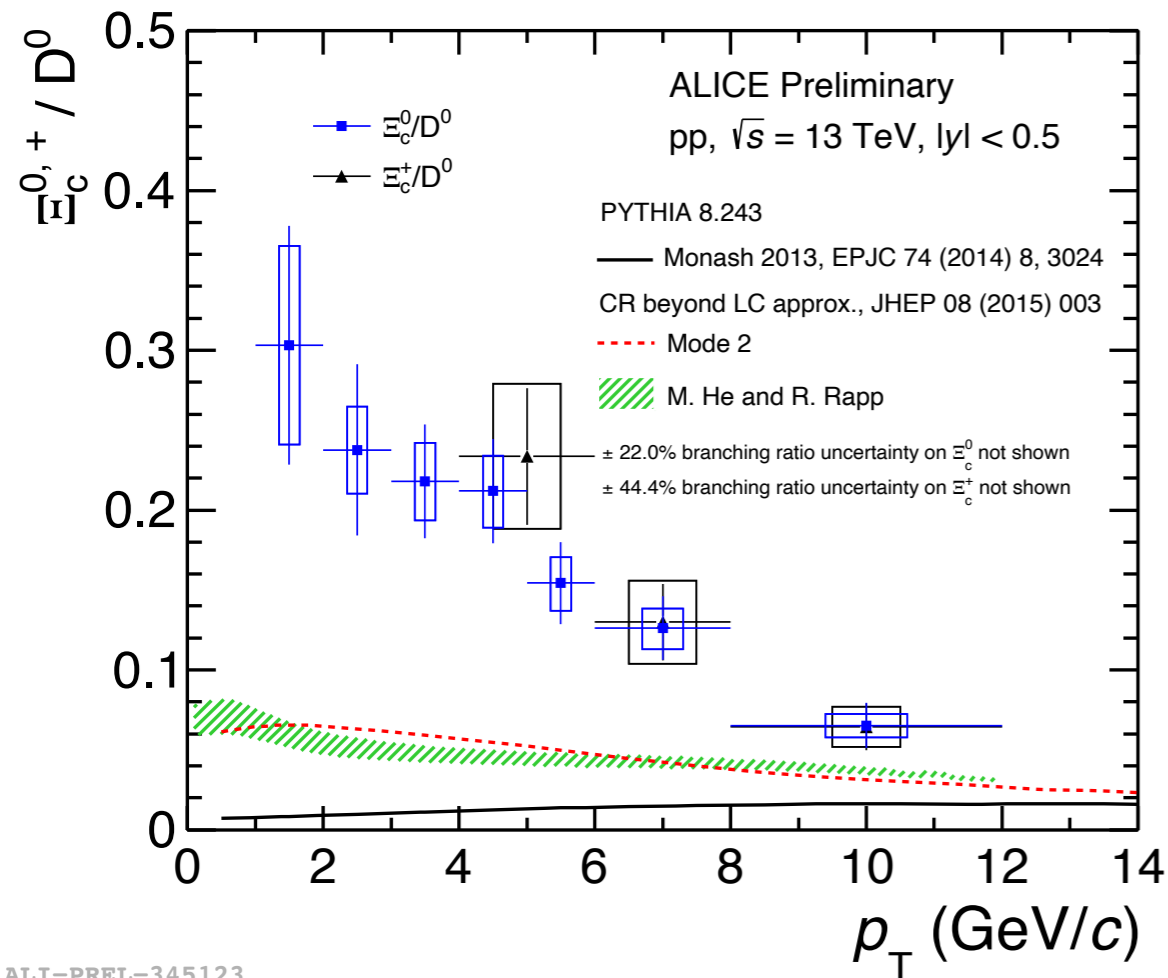 Ξc0,+ / D0
0.5
0.4
0.3
0.2
0.1
0
ALICE Preliminary
pp, √s = 13 TeV, |y| < 0.5
Ξc0/D0
Ξc+/D0
PYTHIA 8.243
Monash 2013, EPJC 74 (2014) 8, 3024
CR beyond LC approx., JHEP 08 (2015) 003
Mode 2
M. He and R. Rapp
± 22.0% branching ratio uncertainty on Ξc0 not shown
± 44.4% branching ratio uncertainty on Ξc+ not shown
0 2 4 6 8 10 12 14
pT (GeV/c)
ALI-PREL-345123